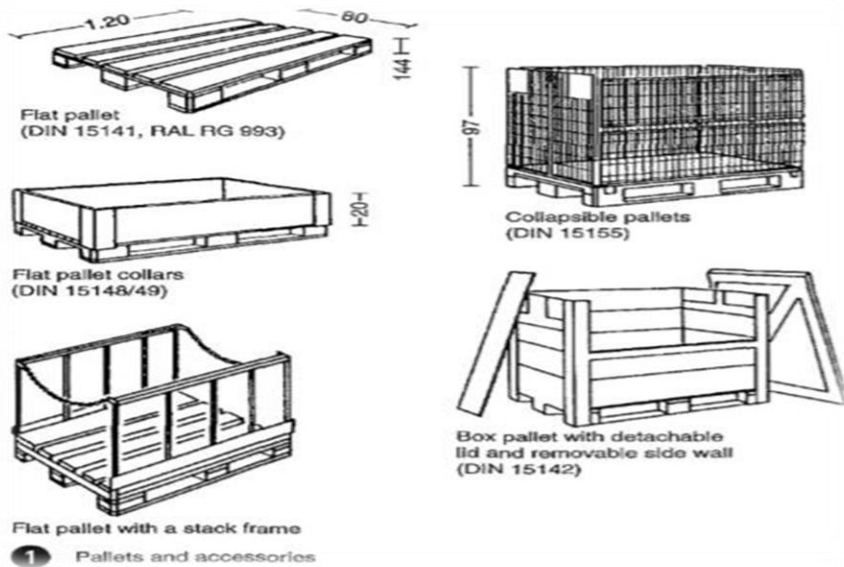 1.20
80
144
Flat pallet
(DIN 15141, RAL RG 993)
20
Flat pallet collars
(DIN 15148/49)
Flat pallet with a stack frame
97
Collapsible pallets
(DIN 15155)
Box pallet with detachable
lid and removable side wall
(DIN 15142)
1 Pallets and accessories